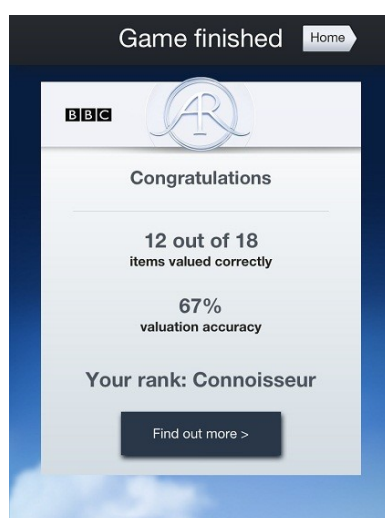 Game finished
Home
BBC
AR
Congratulations
12 out of 18
items valued correctly
67%
valuation accuracy
Your rank: Connoisseur
Find out more >